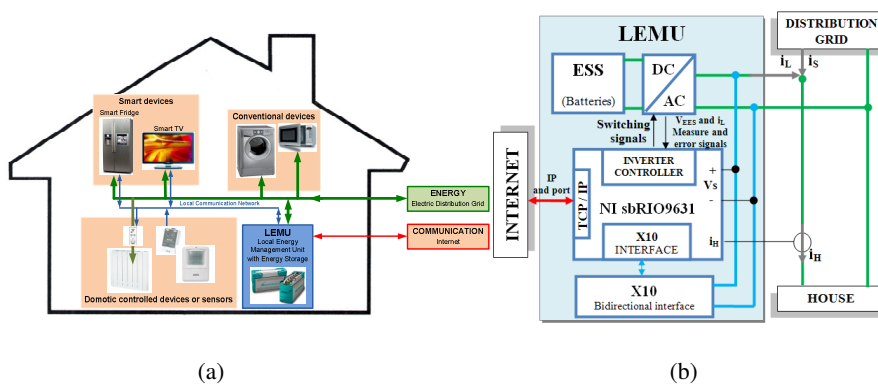 Smart devices
Smart Fridge
Smart TV
Conventional devices
Local Communication Network
ENERGY
Electric Distribution Grid
LEMU
Local Energy
Management Unit
with Energy Storage
COMMUNICATION
Internet
Domotic controlled devices or sensors
(a)
LEMU
DISTRIBUTION
GRID
ESS
(Batteries)
DC
AC
iL
iS
Switching
signals
VEES and iL
Measure and
error signals
INTERNET
IP
and port
TCP / IP
INVERTER
CONTROLLER
+
Vs
-
NI sbRIO9631
X10
INTERFACE
iH
iH
X10
Bidirectional interface
HOUSE
(b)